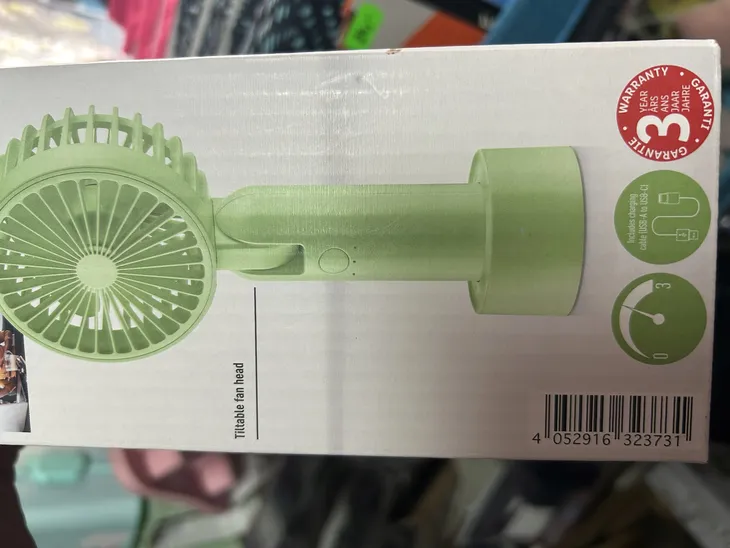 WARRANTY • GARANTI • GARANTIE •
3
YEAR
ÅRS
ANS
JAAR
JAHRE
Includes charging
cable (USB-A to USB-C)
0 3
Tiltable fan head
4 052916 323731